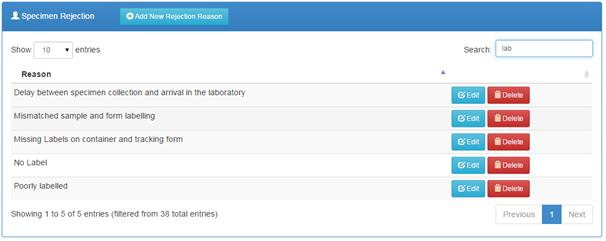 Specimen Rejection Add New Rejection Reason
Show 10 entries Search: lab
Reason
Delay between specimen collection and arrival in the laboratory Edit Delete
Mismatched sample and form labelling Edit Delete
Missing Labels on container and tracking form Edit Delete
No Label Edit Delete
Poorly labelled Edit Delete
Showing 1 to 5 of 5 entries (filtered from 38 total entries) Previous 1 Next